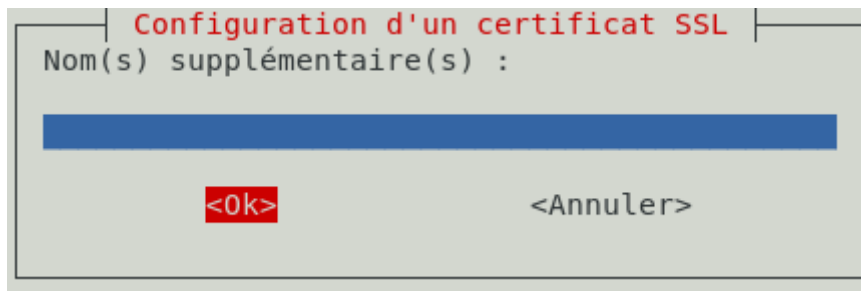 Configuration d'un certificat SSL
Nom(s) supplémentaire(s) :
<Ok> <Annuler>